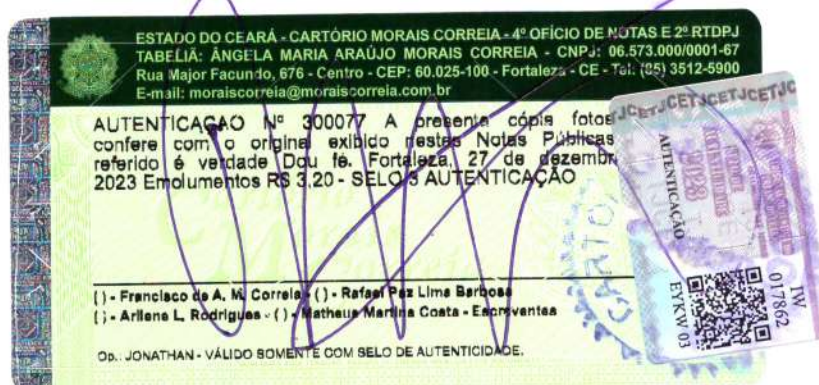 ESTADO DO CEARÁ - CARTÓRIO MORAIS CORREIA - 4º OFÍCIO DE NOTAS E 2º RTDPJ
TABELIÃ: ÂNGELA MARIA ARAÚJO MORAIS CORREIA - CNPJ: 06.573.000/0001-67
Rua Major Facundo, 676 - Centro - CEP: 60.025-100 - Fortaleza - CE - Tel: (85) 3512-5900
E-mail: moraiscorreia@moraiscorreia.com.br
AUTENTICAÇAO Nº 300077 A presente cópia fotos
confere com o original exibido nestas Notas Públicas
referido é verdade Dou fé. Fortaleza, 27 de dezembr
2023 Emolumentos R$ 3,20 - SELO 3 AUTENTICAÇÃO
( ) - Francisco de A. M. Correia - ( ) - Rafael Paz Lima Barbosa
( ) - Arilene L. Rodrigues - ( ) - Matheus Martins Costa - Escreventes
Op.: JONATHAN - VÁLIDO SOMENTE COM SELO DE AUTENTICIDADE.
JCETJCETJCETJCETJC
AUTENTICAÇÃO
IW
017862
EYKW 03
CARTÓ